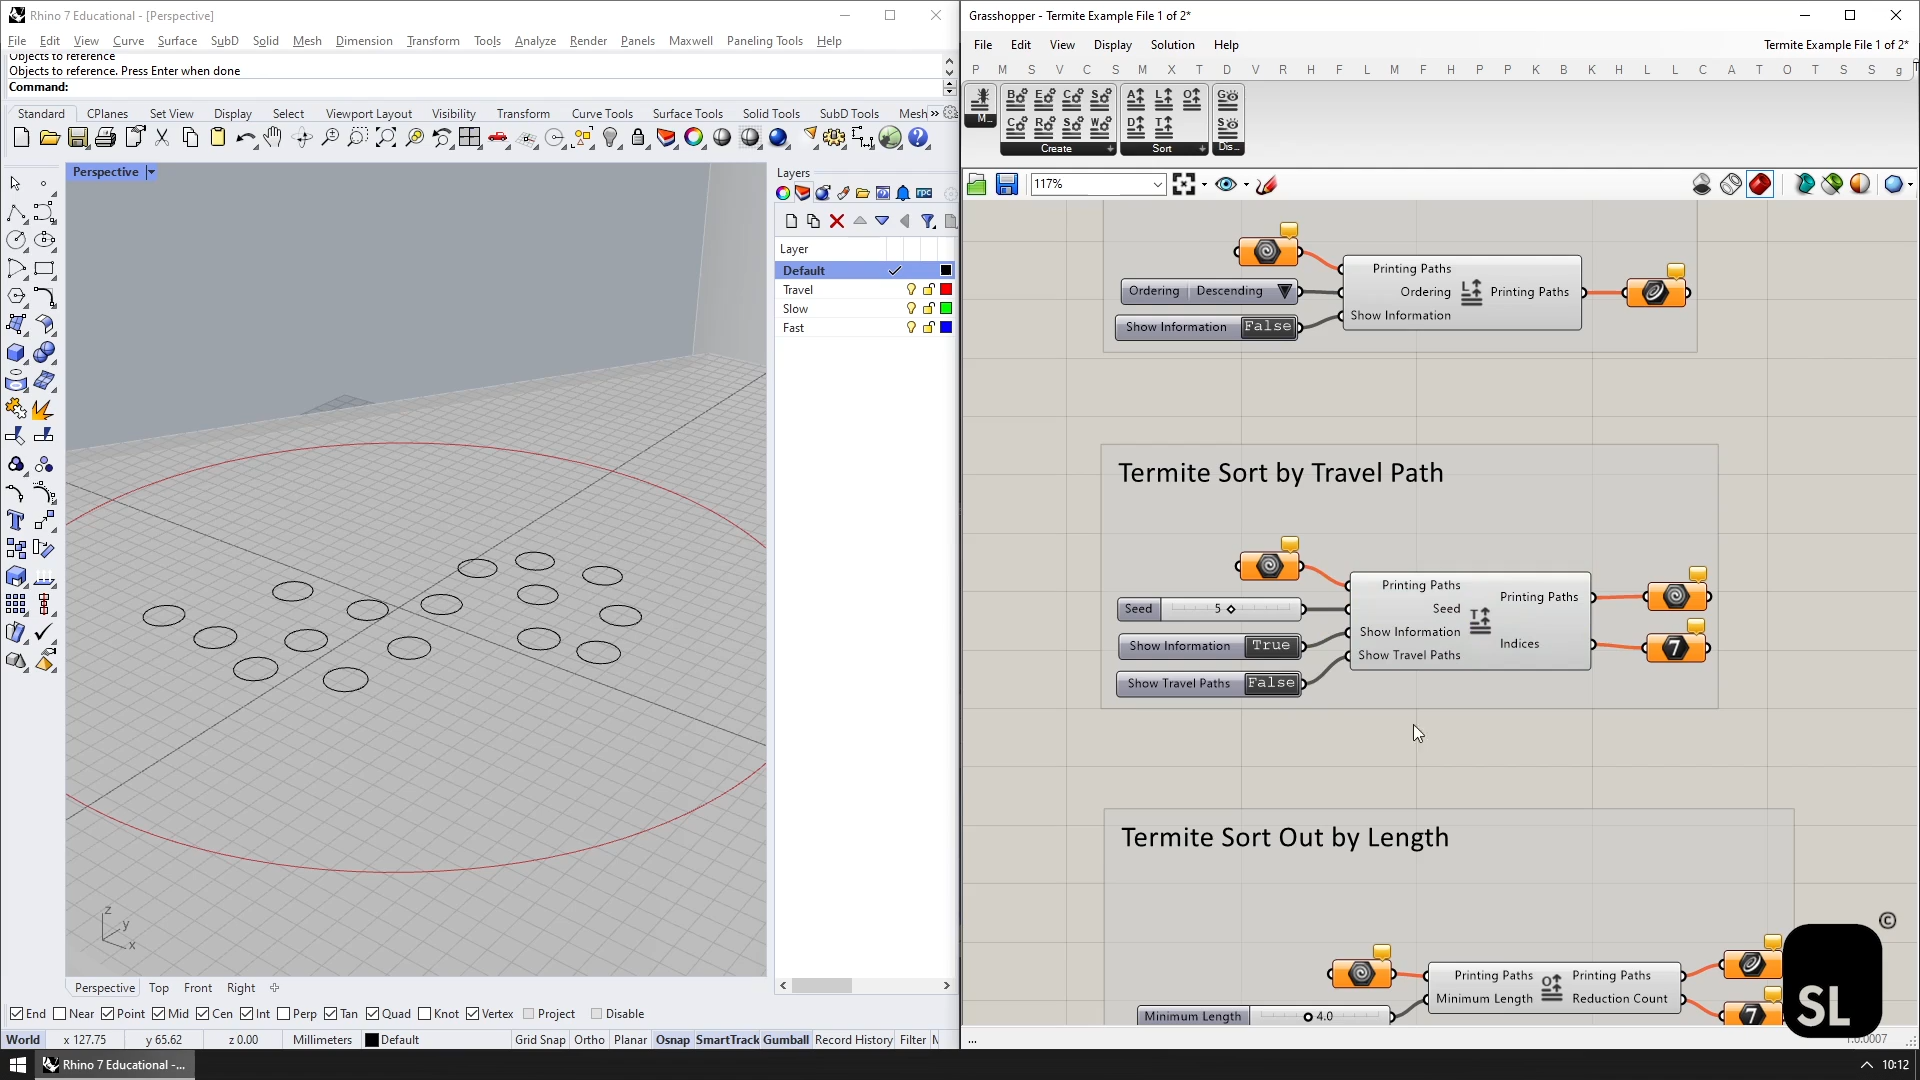 Rhino 7 Educational - [Perspective]
File Edit View Curve Surface SubD Solid Mesh Dimension Transform Tools Analyze Render Panels Maxwell Paneling Tools Help
Objects to reference
Objects to reference. Press Enter when done
Command:
Standard CPlanes Set View Display Select Viewport Layout Visibility Transform Curve Tools Surface Tools Solid Tools SubD Tools Mesh »
Perspective
Layers
Layer
Default
Travel
Slow
Fast
z
y
x
Perspective Top Front Right
End Near Point Mid Cen Int Perp Tan Quad Knot Vertex Project Disable
World x 127.75 y 65.62 z 0.00 Millimeters Default Grid Snap Ortho Planar Osnap SmartTrack Gumball Record History Filter
Rhino 7 Educational -...
Grasshopper - Termite Example File 1 of 2*
File Edit View Display Solution Help Termite Example File 1 of 2*
P M S V C S M X T D V R H F L M F H P P K B K H L L C A T O T S S g
M... Create Sort Dis...
117%
Printing Paths
Ordering Descending Ordering Printing Paths
Show Information False Show Information
Termite Sort by Travel Path
Printing Paths
Printing Paths
Seed 5 Seed
Show Information True Show Information
Indices
7
Show Travel Paths
Show Travel Paths False
Termite Sort Out by Length
Printing Paths Printing Paths
Minimum Length Reduction Count
Minimum Length 4.0
7
©
SL
...
10:12